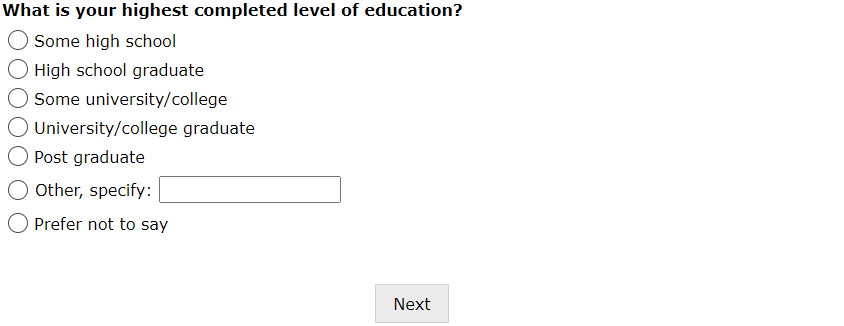 What is your highest completed level of education?
Some high school
High school graduate
Some university/college
University/college graduate
Post graduate
Other, specify:
Prefer not to say
Next